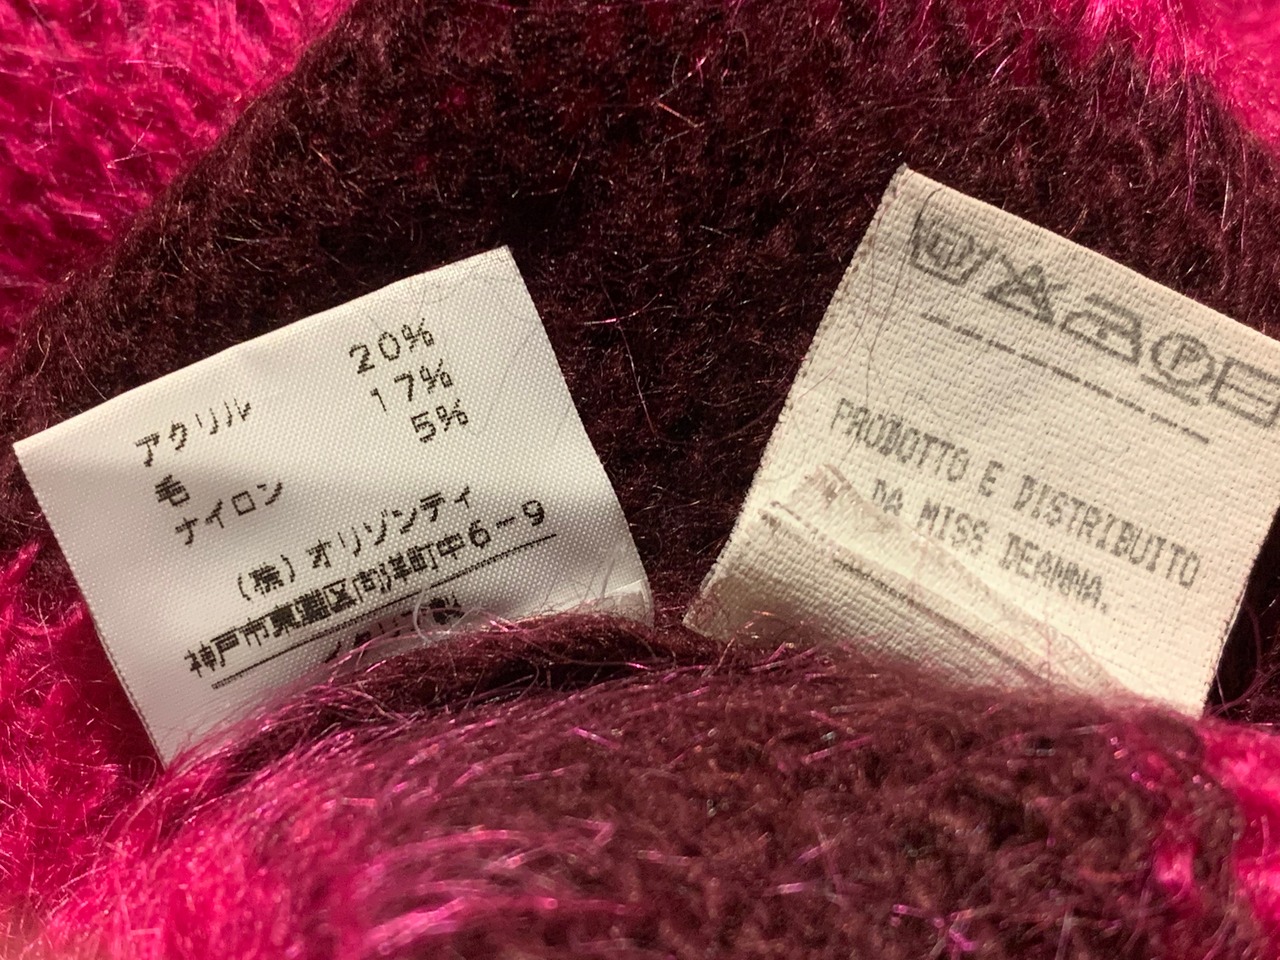 アクリル 20%
毛 17%
ナイロン 5%
(株)オリゾンティ
神戸市東灘区向洋町中6-9
PRODOTTO E DISTRIBUITO
DA MISS DEANNA.